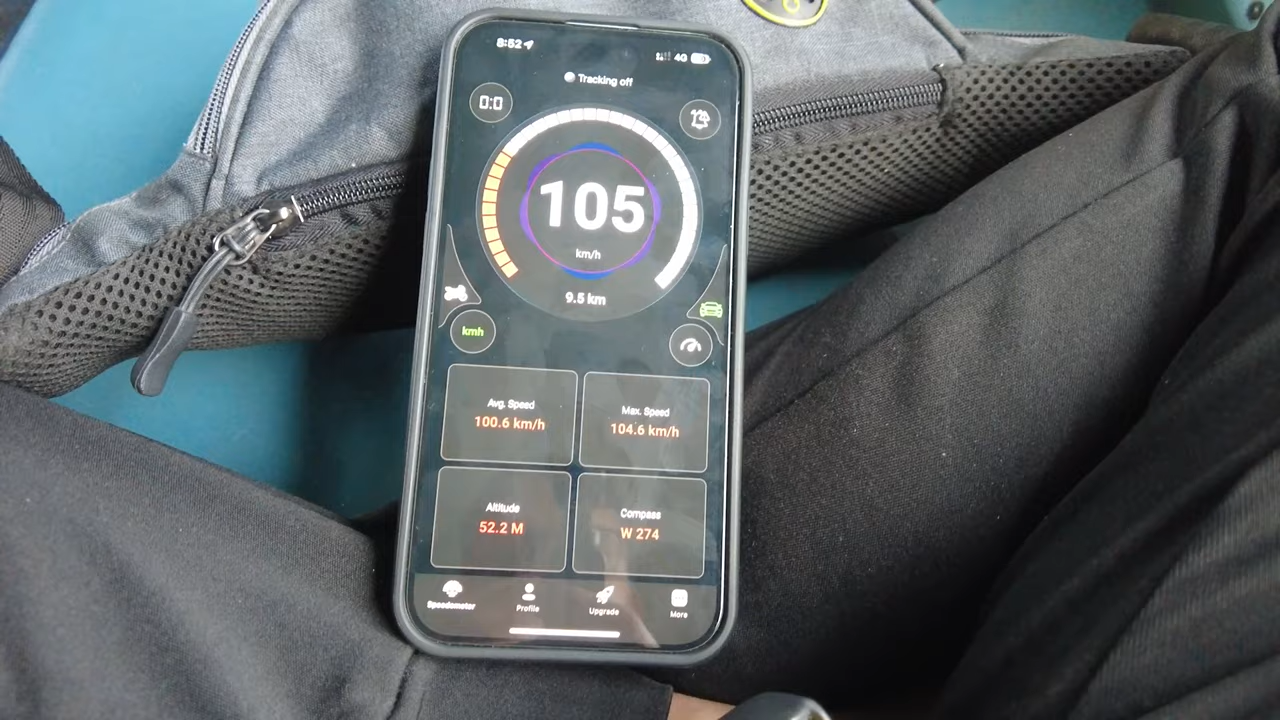 8:52
4G
Tracking off
0:0
105
km/h
9.5 km
kmh
Avg. Speed
100.6 km/h
Max. Speed
104.6 km/h
Altitude
52.2 M
Compass
W 274
Speedometer
Profile
Upgrade
More